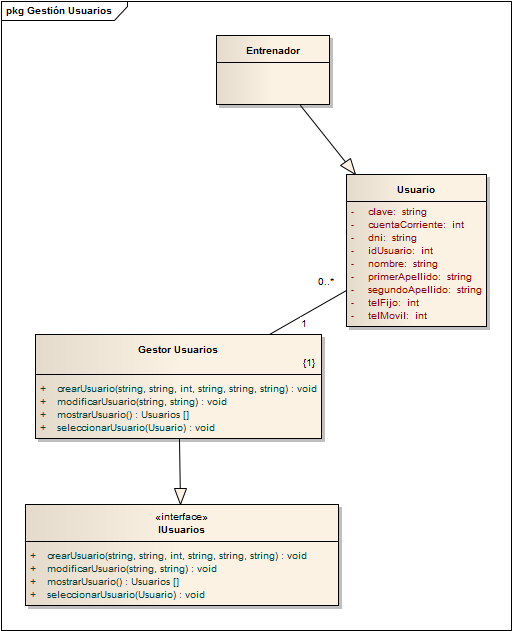 pkg Gestión Usuarios
Entrenador
Usuario
- clave: string
- cuentaCorriente: int
- dni: string
- idUsuario: int
- nombre: string
- primerApellido: string
- segundoApellido: string
- telFijo: int
- telMovil: int
0..*
1
Gestor Usuarios
{1}
+ crearUsuario(string, string, int, string, string, string) : void
+ modificarUsuario(string, string) : void
+ mostrarUsuario() : Usuarios []
+ seleccionarUsuario(Usuario) : void
«interface»
IUsuarios
+ crearUsuario(string, string, int, string, string, string) : void
+ modificarUsuario(string, string) : void
+ mostrarUsuario() : Usuarios []
+ seleccionarUsuario(Usuario) : void